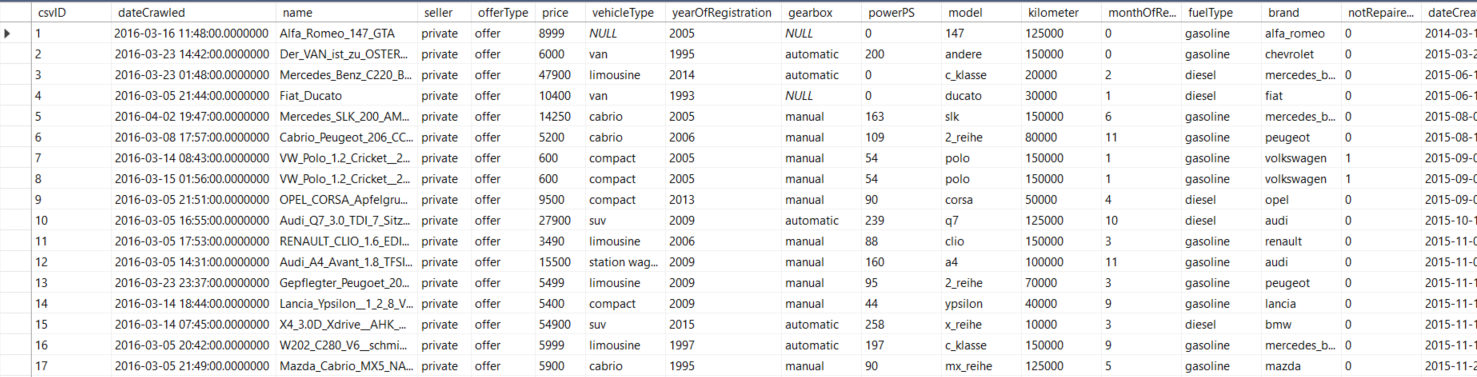 csvID dateCrawled name seller offerType price vehicleType yearOfRegistration gearbox powerPS model kilometer monthOfRe... fuelType brand notRepaire... dateCrea
1 2016-03-16 11:48:00.0000000 Alfa_Romeo_147_GTA private offer 8999 NULL 2005 NULL 0 147 125000 0 gasoline alfa_romeo 0 2014-03-1
2 2016-03-23 14:42:00.0000000 Der_VAN_ist_zu_OSTER... private offer 6000 van 1995 automatic 200 andere 150000 0 gasoline chevrolet 0 2015-03-2
3 2016-03-23 01:48:00.0000000 Mercedes_Benz_C220_B... private offer 47900 limousine 2014 automatic 0 c_klasse 20000 2 diesel mercedes_b... 0 2015-06-1
4 2016-03-05 21:44:00.0000000 Fiat_Ducato private offer 10400 van 1993 NULL 0 ducato 30000 1 diesel fiat 0 2015-06-1
5 2016-04-02 19:47:00.0000000 Mercedes_SLK_200_AM... private offer 14250 cabrio 2005 manual 163 slk 150000 6 gasoline mercedes_b... 0 2015-08-0
6 2016-03-08 17:57:00.0000000 Cabrio_Peugeot_206_CC... private offer 5200 cabrio 2006 manual 109 2_reihe 80000 11 gasoline peugeot 0 2015-08-1
7 2016-03-14 08:43:00.0000000 VW_Polo_1.2_Cricket__2... private offer 600 compact 2005 manual 54 polo 150000 1 gasoline volkswagen 1 2015-09-0
8 2016-03-15 01:56:00.0000000 VW_Polo_1.2_Cricket__2... private offer 600 compact 2005 manual 54 polo 150000 1 gasoline volkswagen 1 2015-09-0
9 2016-03-05 21:51:00.0000000 OPEL_CORSA_Apfelgru... private offer 9500 compact 2013 manual 90 corsa 50000 4 diesel opel 0 2015-09-0
10 2016-03-05 16:55:00.0000000 Audi_Q7_3.0_TDI_7_Sitz... private offer 27900 suv 2009 automatic 239 q7 125000 10 diesel audi 0 2015-10-1
11 2016-03-05 17:53:00.0000000 RENAULT_CLIO_1.6_EDI... private offer 3490 limousine 2006 manual 88 clio 150000 3 gasoline renault 0 2015-11-0
12 2016-03-05 14:31:00.0000000 Audi_A4_Avant_1.8_TFSI... private offer 15500 station wag... 2009 manual 160 a4 100000 11 gasoline audi 0 2015-11-0
13 2016-03-23 23:37:00.0000000 Gepflegter_Peugoet_20... private offer 5499 limousine 2009 manual 95 2_reihe 70000 3 gasoline peugeot 0 2015-11-1
14 2016-03-14 18:44:00.0000000 Lancia_Ypsilon__1_2_8_V... private offer 5400 compact 2009 manual 44 ypsilon 40000 9 gasoline lancia 0 2015-11-1
15 2016-03-14 07:45:00.0000000 X4_3.0D_Xdrive__AHK_... private offer 54900 suv 2015 automatic 258 x_reihe 10000 3 diesel bmw 0 2015-11-1
16 2016-03-05 20:42:00.0000000 W202_C280_V6__schmi... private offer 5999 limousine 1997 automatic 197 c_klasse 150000 9 gasoline mercedes_b... 0 2015-11-1
17 2016-03-05 21:49:00.0000000 Mazda_Cabrio_MX5_NA... private offer 5900 cabrio 1995 manual 90 mx_reihe 125000 5 gasoline mazda 0 2015-11-2